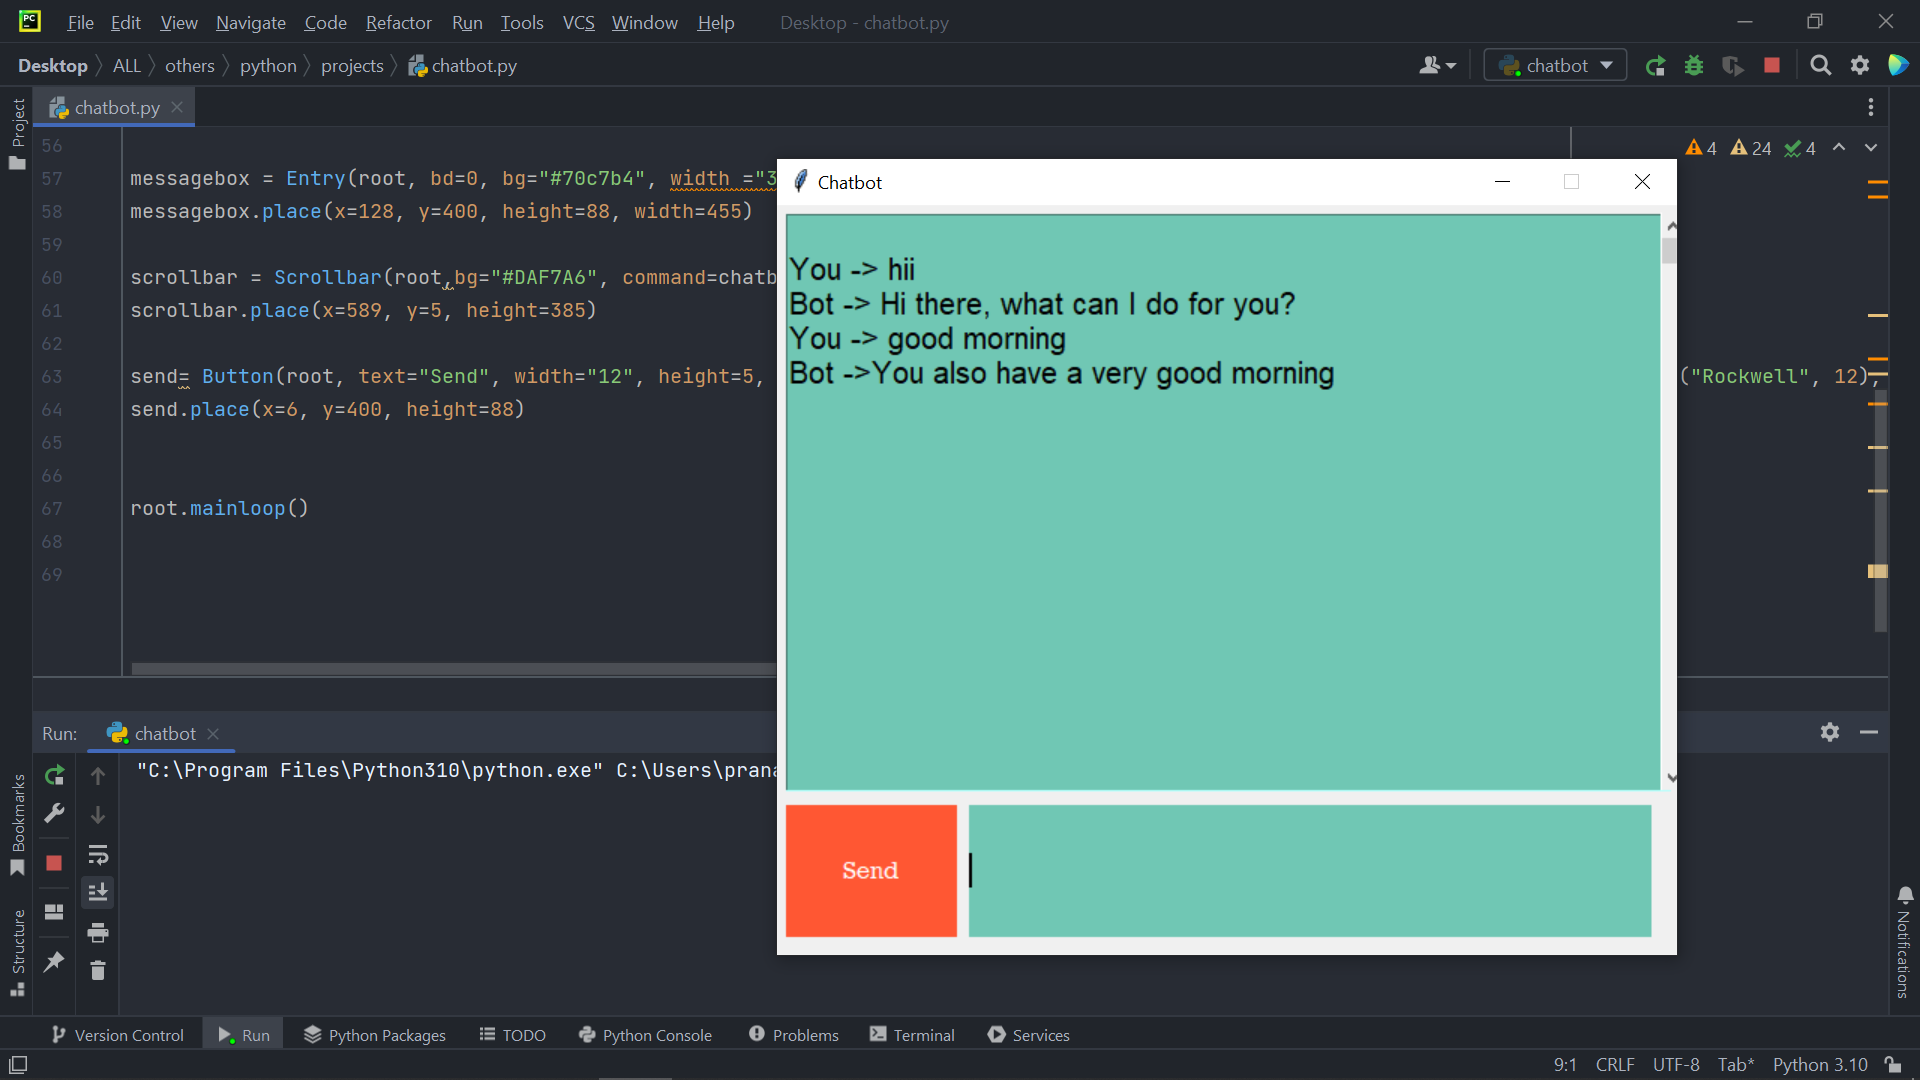 File Edit View Navigate Code Refactor Run Tools VCS Window Help Desktop - chatbot.py
Desktop ALL others python projects chatbot.py chatbot
Project
chatbot.py
56
57 messagebox = Entry(root, bd=0, bg="#70c7b4", width ="3
58 messagebox.place(x=128, y=400, height=88, width=455)
59
60 scrollbar = Scrollbar(root,bg="#DAF7A6", command=chatb
61 scrollbar.place(x=589, y=5, height=385)
62
63 send= Button(root, text="Send", width="12", height=5, ("Rockwell", 12),
64 send.place(x=6, y=400, height=88)
65
66
67 root.mainloop()
68
69
4 24 4
Chatbot
You -> hii
Bot -> Hi there, what can I do for you?
You -> good morning
Bot ->You also have a very good morning
Send
Run: chatbot
"C:\Program Files\Python310\python.exe" C:\Users\prana
Bookmarks
Structure
Notifications
Version Control Run Python Packages TODO Python Console Problems Terminal Services
9:1 CRLF UTF-8 Tab* Python 3.10